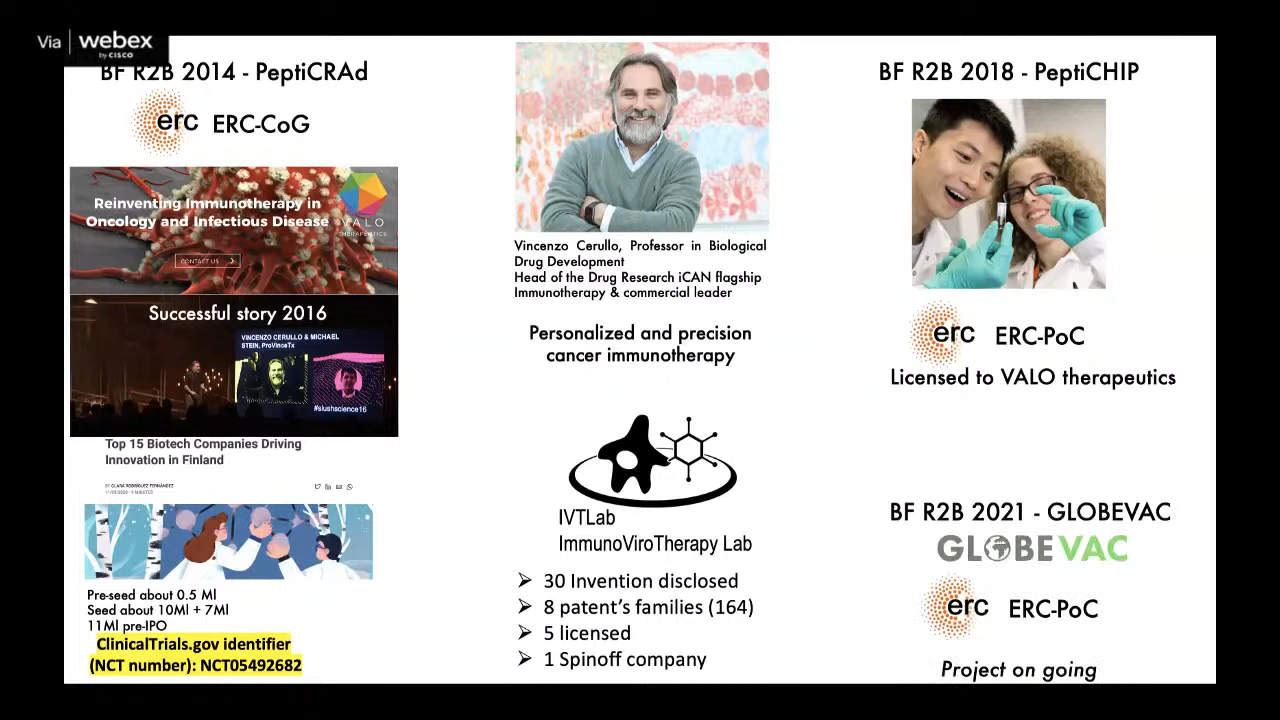 Via webex
by CISCO
BF R2B 2014 - PeptiCRAd
erc ERC-CoG
Reinventing Immunotherapy in
Oncology and Infectious Disease
VALO
THERAPEUTICS
CONTACT US
Successful story 2016
VINCENZO CERULLO & MICHAEL
STEIN, ProVinceTx
#slushscience16
Top 15 Biotech Companies Driving
Innovation in Finland
BY CLARA RODRÍGUEZ FERNÁNDEZ
Pre-seed about 0.5 Ml
Seed about 10Ml + 7Ml
11Ml pre-IPO
ClinicalTrials.gov identifier
(NCT number): NCT05492682
Vincenzo Cerullo, Professor in Biological
Drug Development
Head of the Drug Research iCAN flagship
Immunotherapy & commercial leader
Personalized and precision
cancer immunotherapy
IVTLab
ImmunoViroTherapy Lab
➢ 30 Invention disclosed
➢ 8 patent's families (164)
➢ 5 licensed
➢ 1 Spinoff company
BF R2B 2018 - PeptiCHIP
erc ERC-PoC
Licensed to VALO therapeutics
BF R2B 2021 - GLOBEVAC
GLOBEVAC
erc ERC-PoC
Project on going